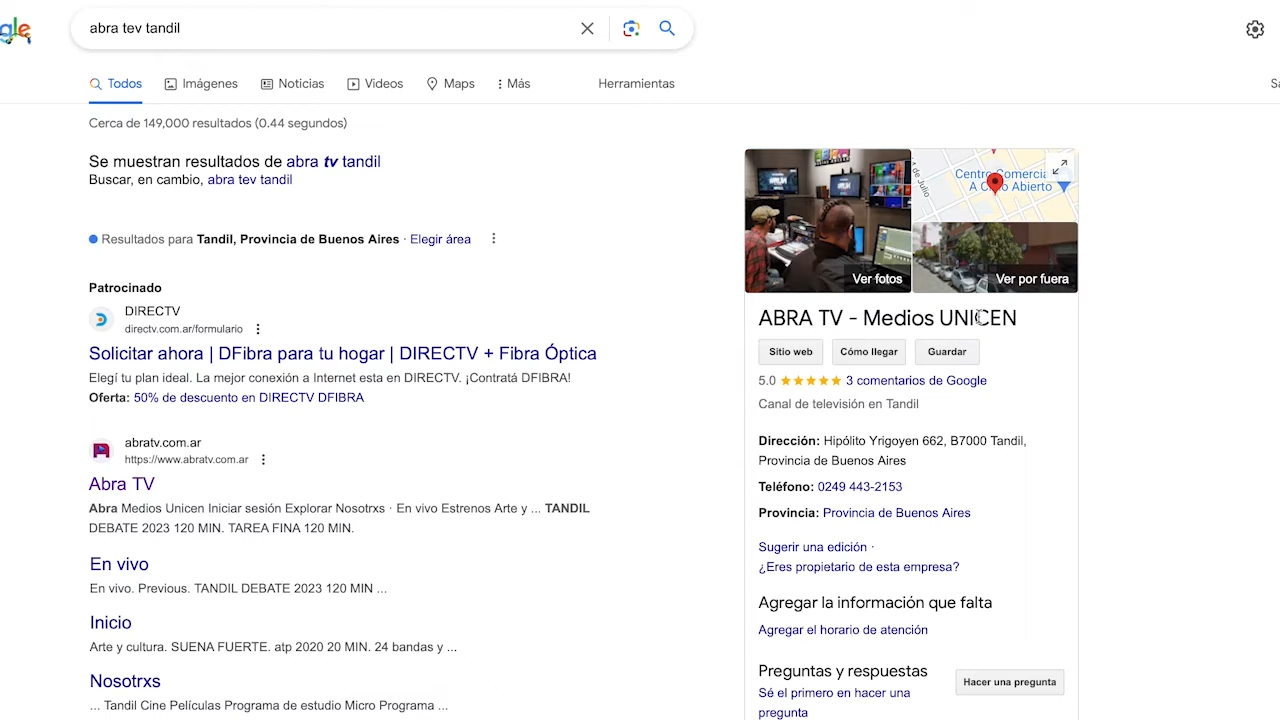 abra tev tandil
Todos
Imágenes
Noticias
Videos
Maps
Más
Herramientas
Cerca de 149,000 resultados (0.44 segundos)
Se muestran resultados de abra tv tandil
Buscar, en cambio, abra tev tandil
Resultados para Tandil, Provincia de Buenos Aires · Elegir área
Patrocinado
DIRECTV
directv.com.ar/formulario
Solicitar ahora | DFibra para tu hogar | DIRECTV + Fibra Óptica
Elegí tu plan ideal. La mejor conexión a Internet esta en DIRECTV. ¡Contratá DFIBRA!
Oferta: 50% de descuento en DIRECTV DFIBRA
abratv.com.ar
https://www.abratv.com.ar
Abra TV
Abra Medios Unicen Iniciar sesión Explorar Nosotrxs · En vivo Estrenos Arte y ... TANDIL
DEBATE 2023 120 MIN. TAREA FINA 120 MIN.
En vivo
En vivo. Previous. TANDIL DEBATE 2023 120 MIN ...
Inicio
Arte y cultura. SUENA FUERTE. atp 2020 20 MIN. 24 bandas y ...
Nosotrxs
... Tandil Cine Películas Programa de estudio Micro Programa ...
Ver fotos
Ver por fuera
ABRA TV - Medios UNICEN
Sitio web
Cómo llegar
Guardar
5.0 3 comentarios de Google
Canal de televisión en Tandil
Dirección: Hipólito Yrigoyen 662, B7000 Tandil,
Provincia de Buenos Aires
Teléfono: 0249 443-2153
Provincia: Provincia de Buenos Aires
Sugerir una edición ·
¿Eres propietario de esta empresa?
Agregar la información que falta
Agregar el horario de atención
Preguntas y respuestas
Sé el primero en hacer una
pregunta
Hacer una pregunta